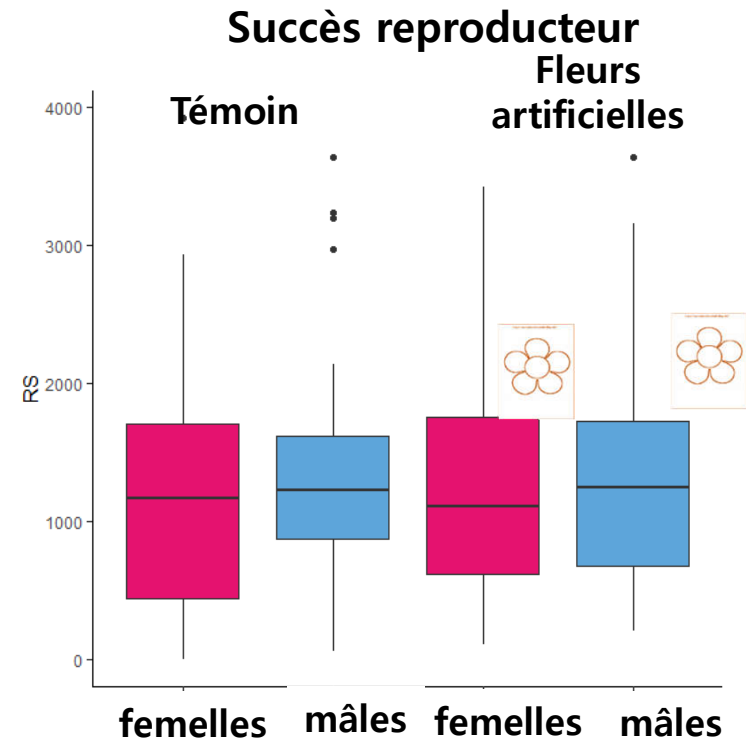 Succès reproducteur
Témoin
Fleurs
artificielles
4000
3000
2000
1000
0
RS
femelles mâles femelles mâles